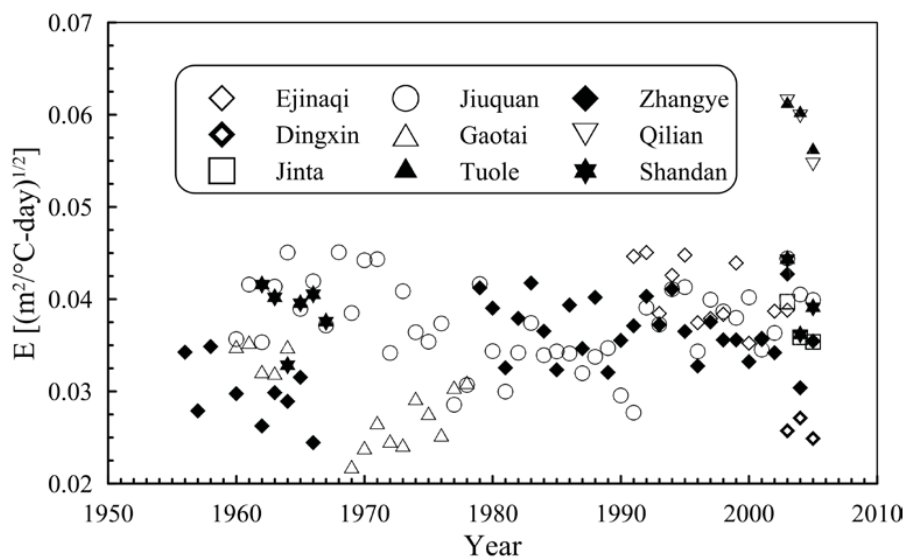 0.07
0.06
0.05
0.04
0.03
0.02
E [(m²/°C-day)^1/2]
Ejinaqi Jiuquan Zhangye
Dingxin Gaotai Qilian
Jinta Tuole Shandan
1950 1960 1970 1980 1990 2000 2010
Year